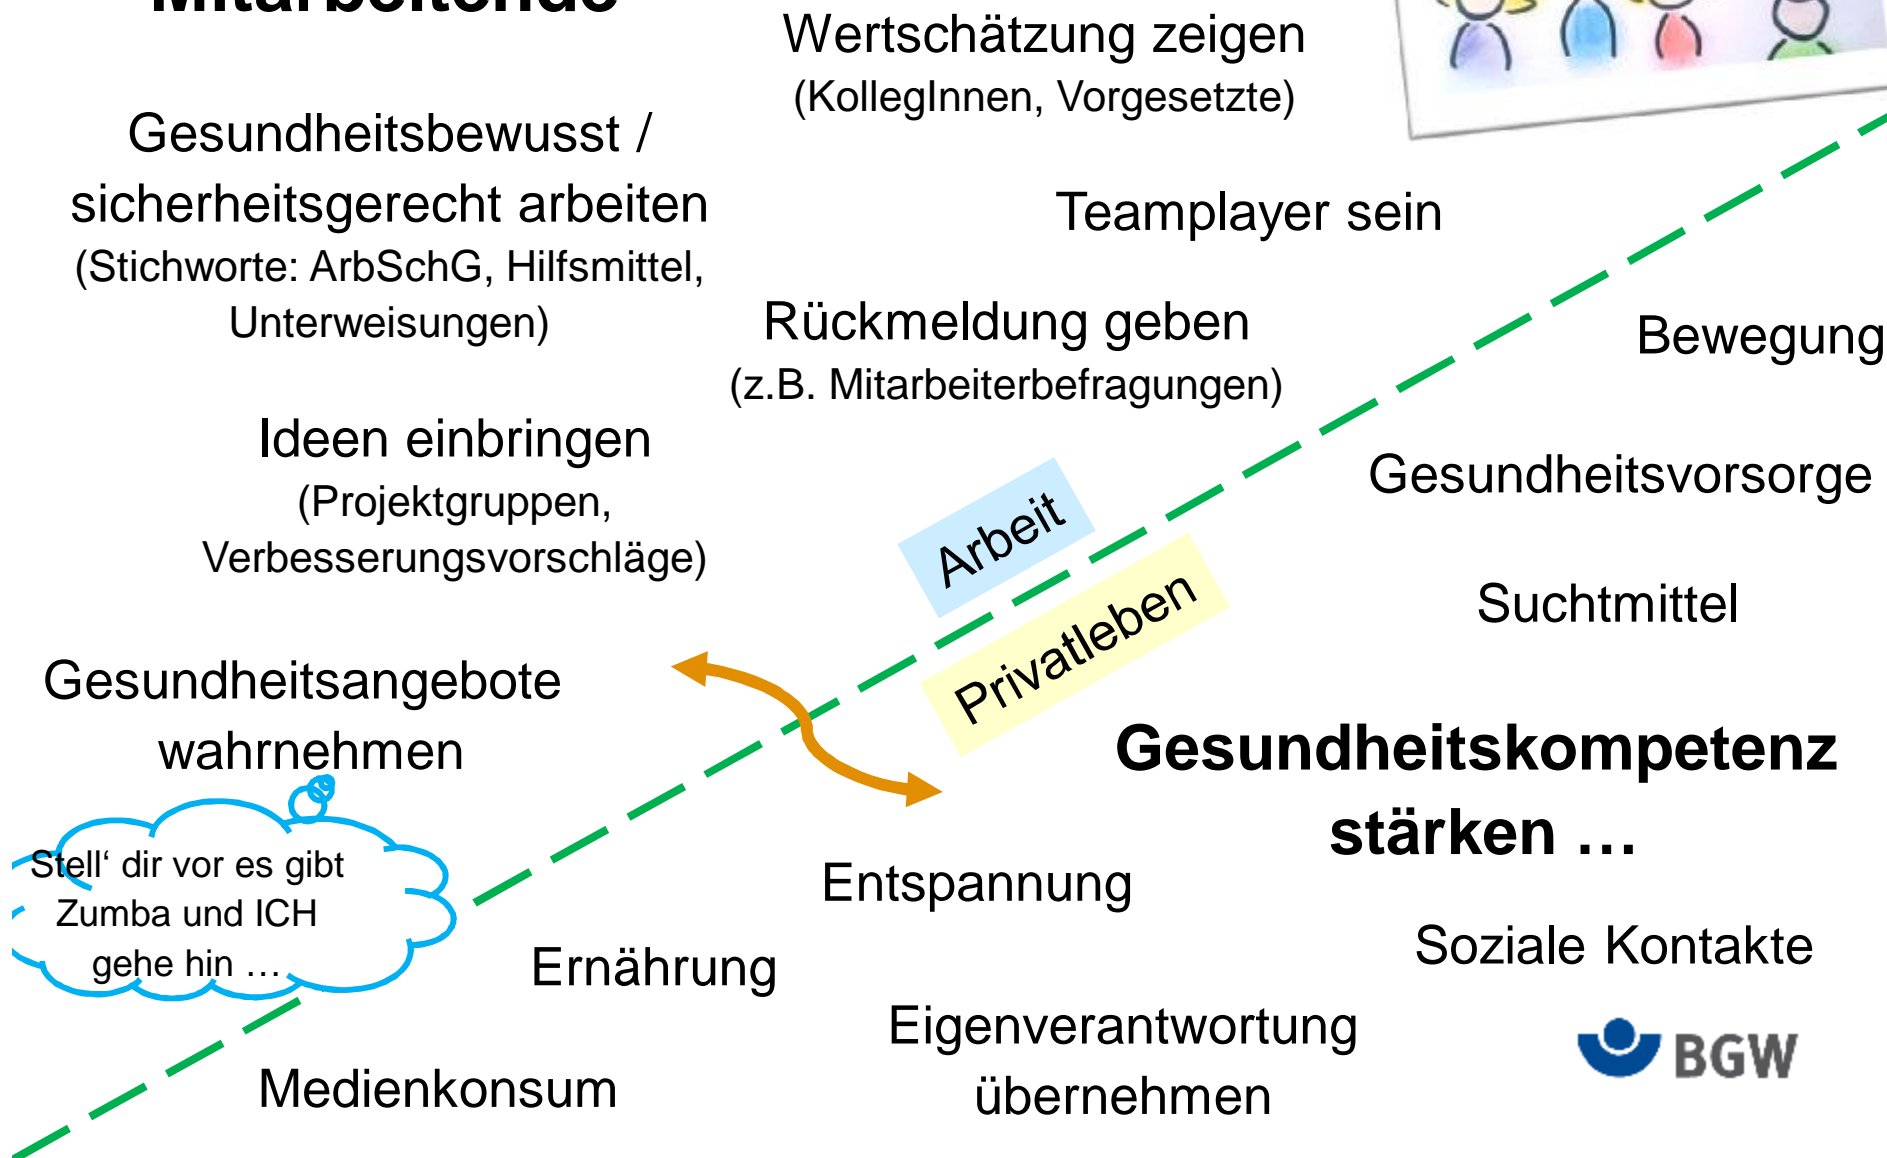 Mitarbeitende
Wertschätzung zeigen
(KollegInnen, Vorgesetzte)
Gesundheitsbewusst /
sicherheitsgerecht arbeiten
(Stichworte: ArbSchG, Hilfsmittel,
Unterweisungen)
Teamplayer sein
Rückmeldung geben
(z.B. Mitarbeiterbefragungen)
Bewegung
Ideen einbringen
(Projektgruppen,
Verbesserungsvorschläge)
Gesundheitsvorsorge
Arbeit
Privatleben
Suchtmittel
Gesundheitsangebote
wahrnehmen
Gesundheitskompetenz
stärken …
Stell‘ dir vor es gibt
Zumba und ICH
gehe hin …
Entspannung
Ernährung
Soziale Kontakte
Eigenverantwortung
übernehmen
Medienkonsum
BGW